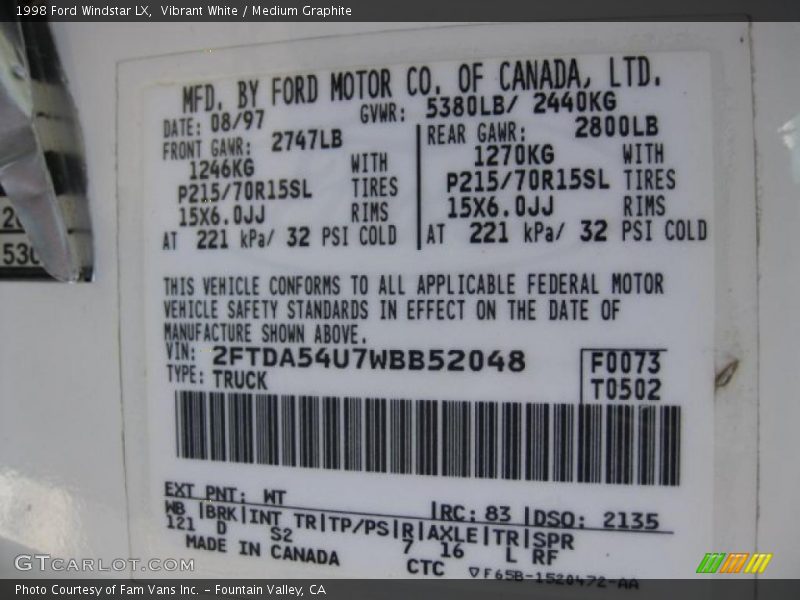 1998 Ford Windstar LX,  Vibrant White / Medium Graphite
MFD. BY FORD MOTOR CO. OF CANADA, LTD.
DATE: 08/97 GVWR: 5380LB/ 2440KG
FRONT GAWR: 2747LB
1246KG WITH
P215/70R15SL TIRES
15X6.0JJ RIMS
AT 221 kPa/ 32 PSI COLD
REAR GAWR: 2800LB
1270KG WITH
P215/70R15SL TIRES
15X6.0JJ RIMS
AT 221 kPa/ 32 PSI COLD
THIS VEHICLE CONFORMS TO ALL APPLICABLE FEDERAL MOTOR
VEHICLE SAFETY STANDARDS IN EFFECT ON THE DATE OF
MANUFACTURE SHOWN ABOVE.
VIN: 2FTDA54U7WBB52048
F0073
TYPE: TRUCK
T0502
EXT PNT: WT |RC: 83 |DSO: 2135
WB |BRK|INT TR|TP/PS|R|AXLE|TR|SPR
121 D S2 7 16 L RF
MADE IN CANADA CTC ▽F65B-1520472-AA
530
GTCarlot.com
Photo Courtesy of Fam Vans Inc. - Fountain Valley, CA